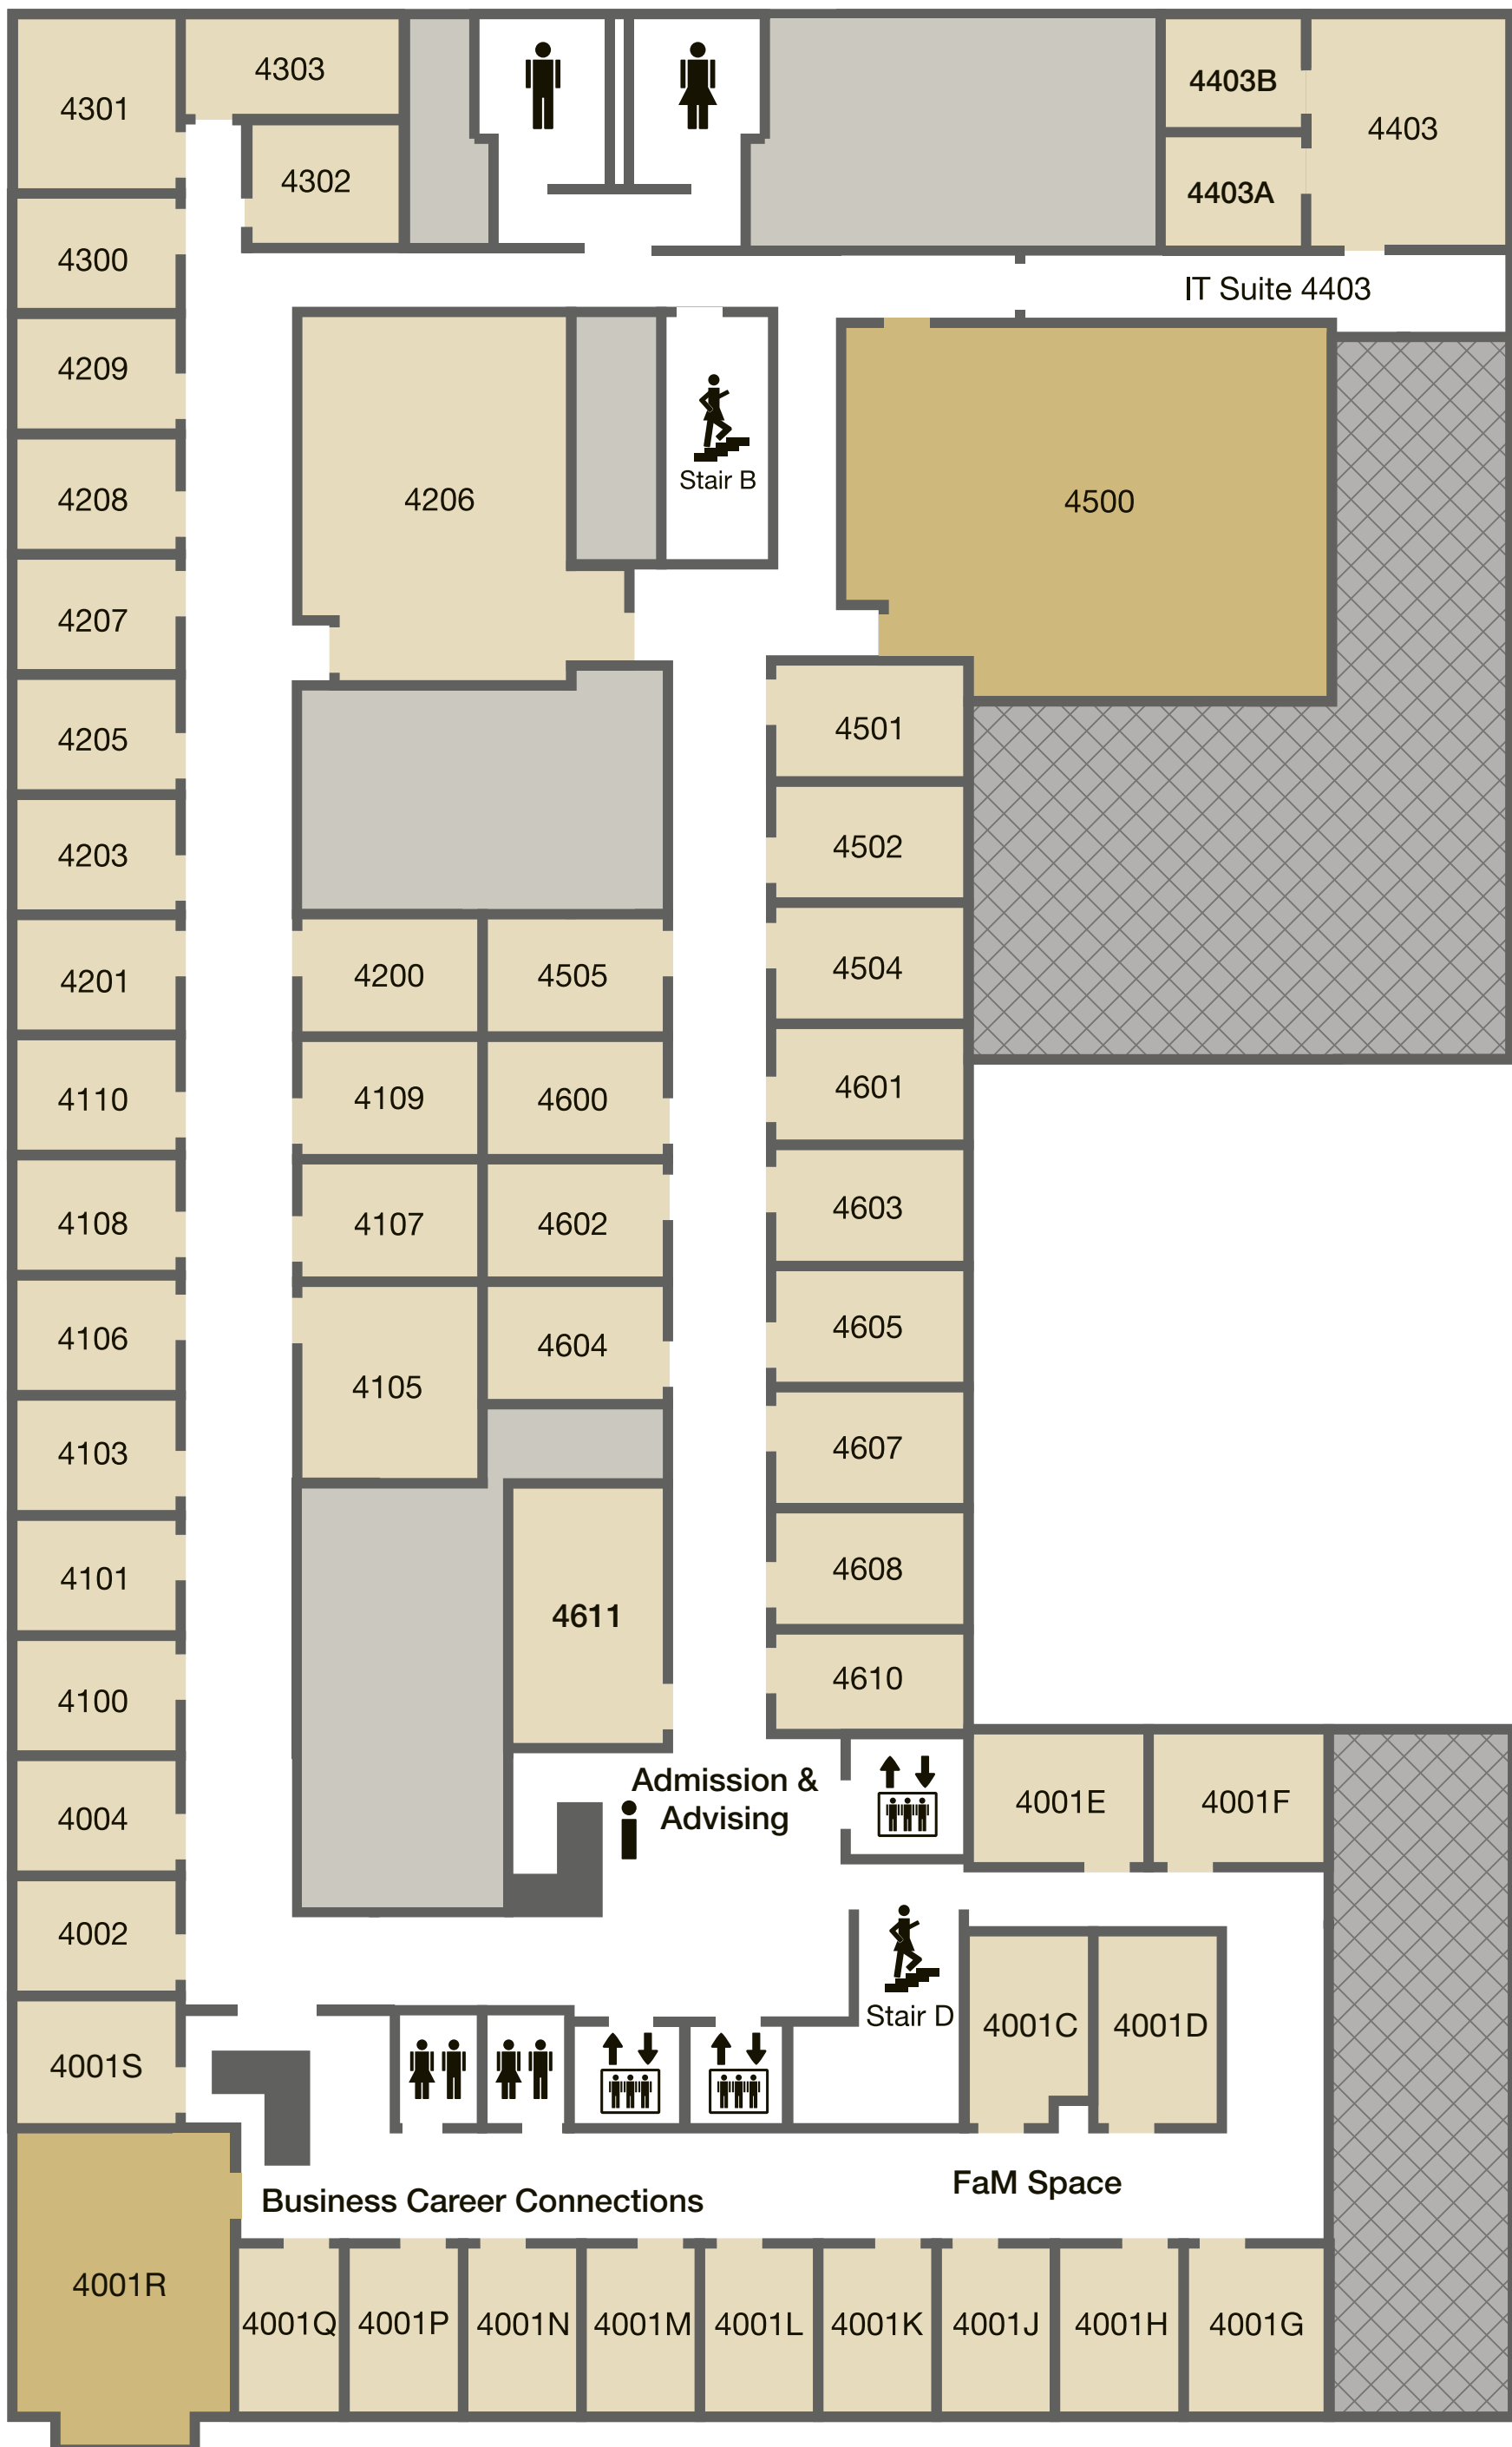 4301
4303
4302
4403B
4403A
4403
4300
IT Suite 4403
4209
4208
4206
Stair B
4500
4207
4205
4501
4203
4502
4201
4200
4505
4504
4110
4109
4600
4601
4108
4107
4602
4603
4106
4105
4604
4605
4103
4607
4101
4611
4608
4100
4610
4004
Admission &
Advising
4001E
4001F
4002
Stair D
4001C
4001D
4001S
Business Career Connections
FaM Space
4001R
4001Q
4001P
4001N
4001M
4001L
4001K
4001J
4001H
4001G